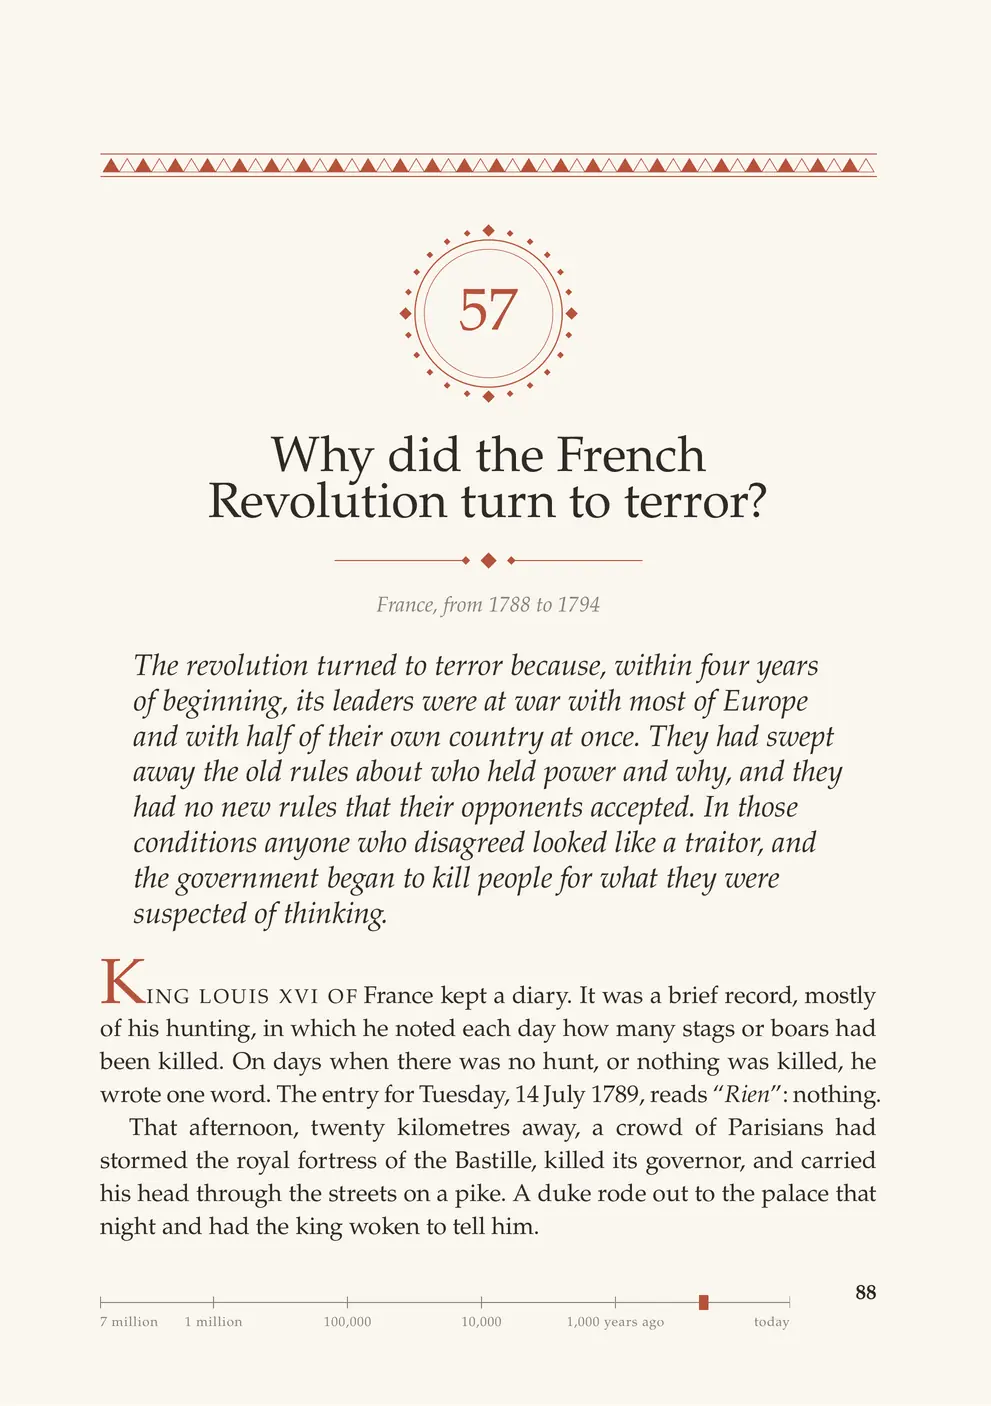 57
Why did the French
Revolution turn to terror?
France, from 1788 to 1794
The revolution turned to terror because, within four years
of beginning, its leaders were at war with most of Europe
and with half of their own country at once. They had swept
away the old rules about who held power and why, and they
had no new rules that their opponents accepted. In those
conditions anyone who disagreed looked like a traitor, and
the government began to kill people for what they were
suspected of thinking.
KING LOUIS XVI OF France kept a diary. It was a brief record, mostly
of his hunting, in which he noted each day how many stags or boars had
been killed. On days when there was no hunt, or nothing was killed, he
wrote one word. The entry for Tuesday, 14 July 1789, reads “Rien”: nothing.
That afternoon, twenty kilometres away, a crowd of Parisians had
stormed the royal fortress of the Bastille, killed its governor, and carried
his head through the streets on a pike. A duke rode out to the palace that
night and had the king woken to tell him.
88
7 million 1 million 100,000 10,000 1,000 years ago today